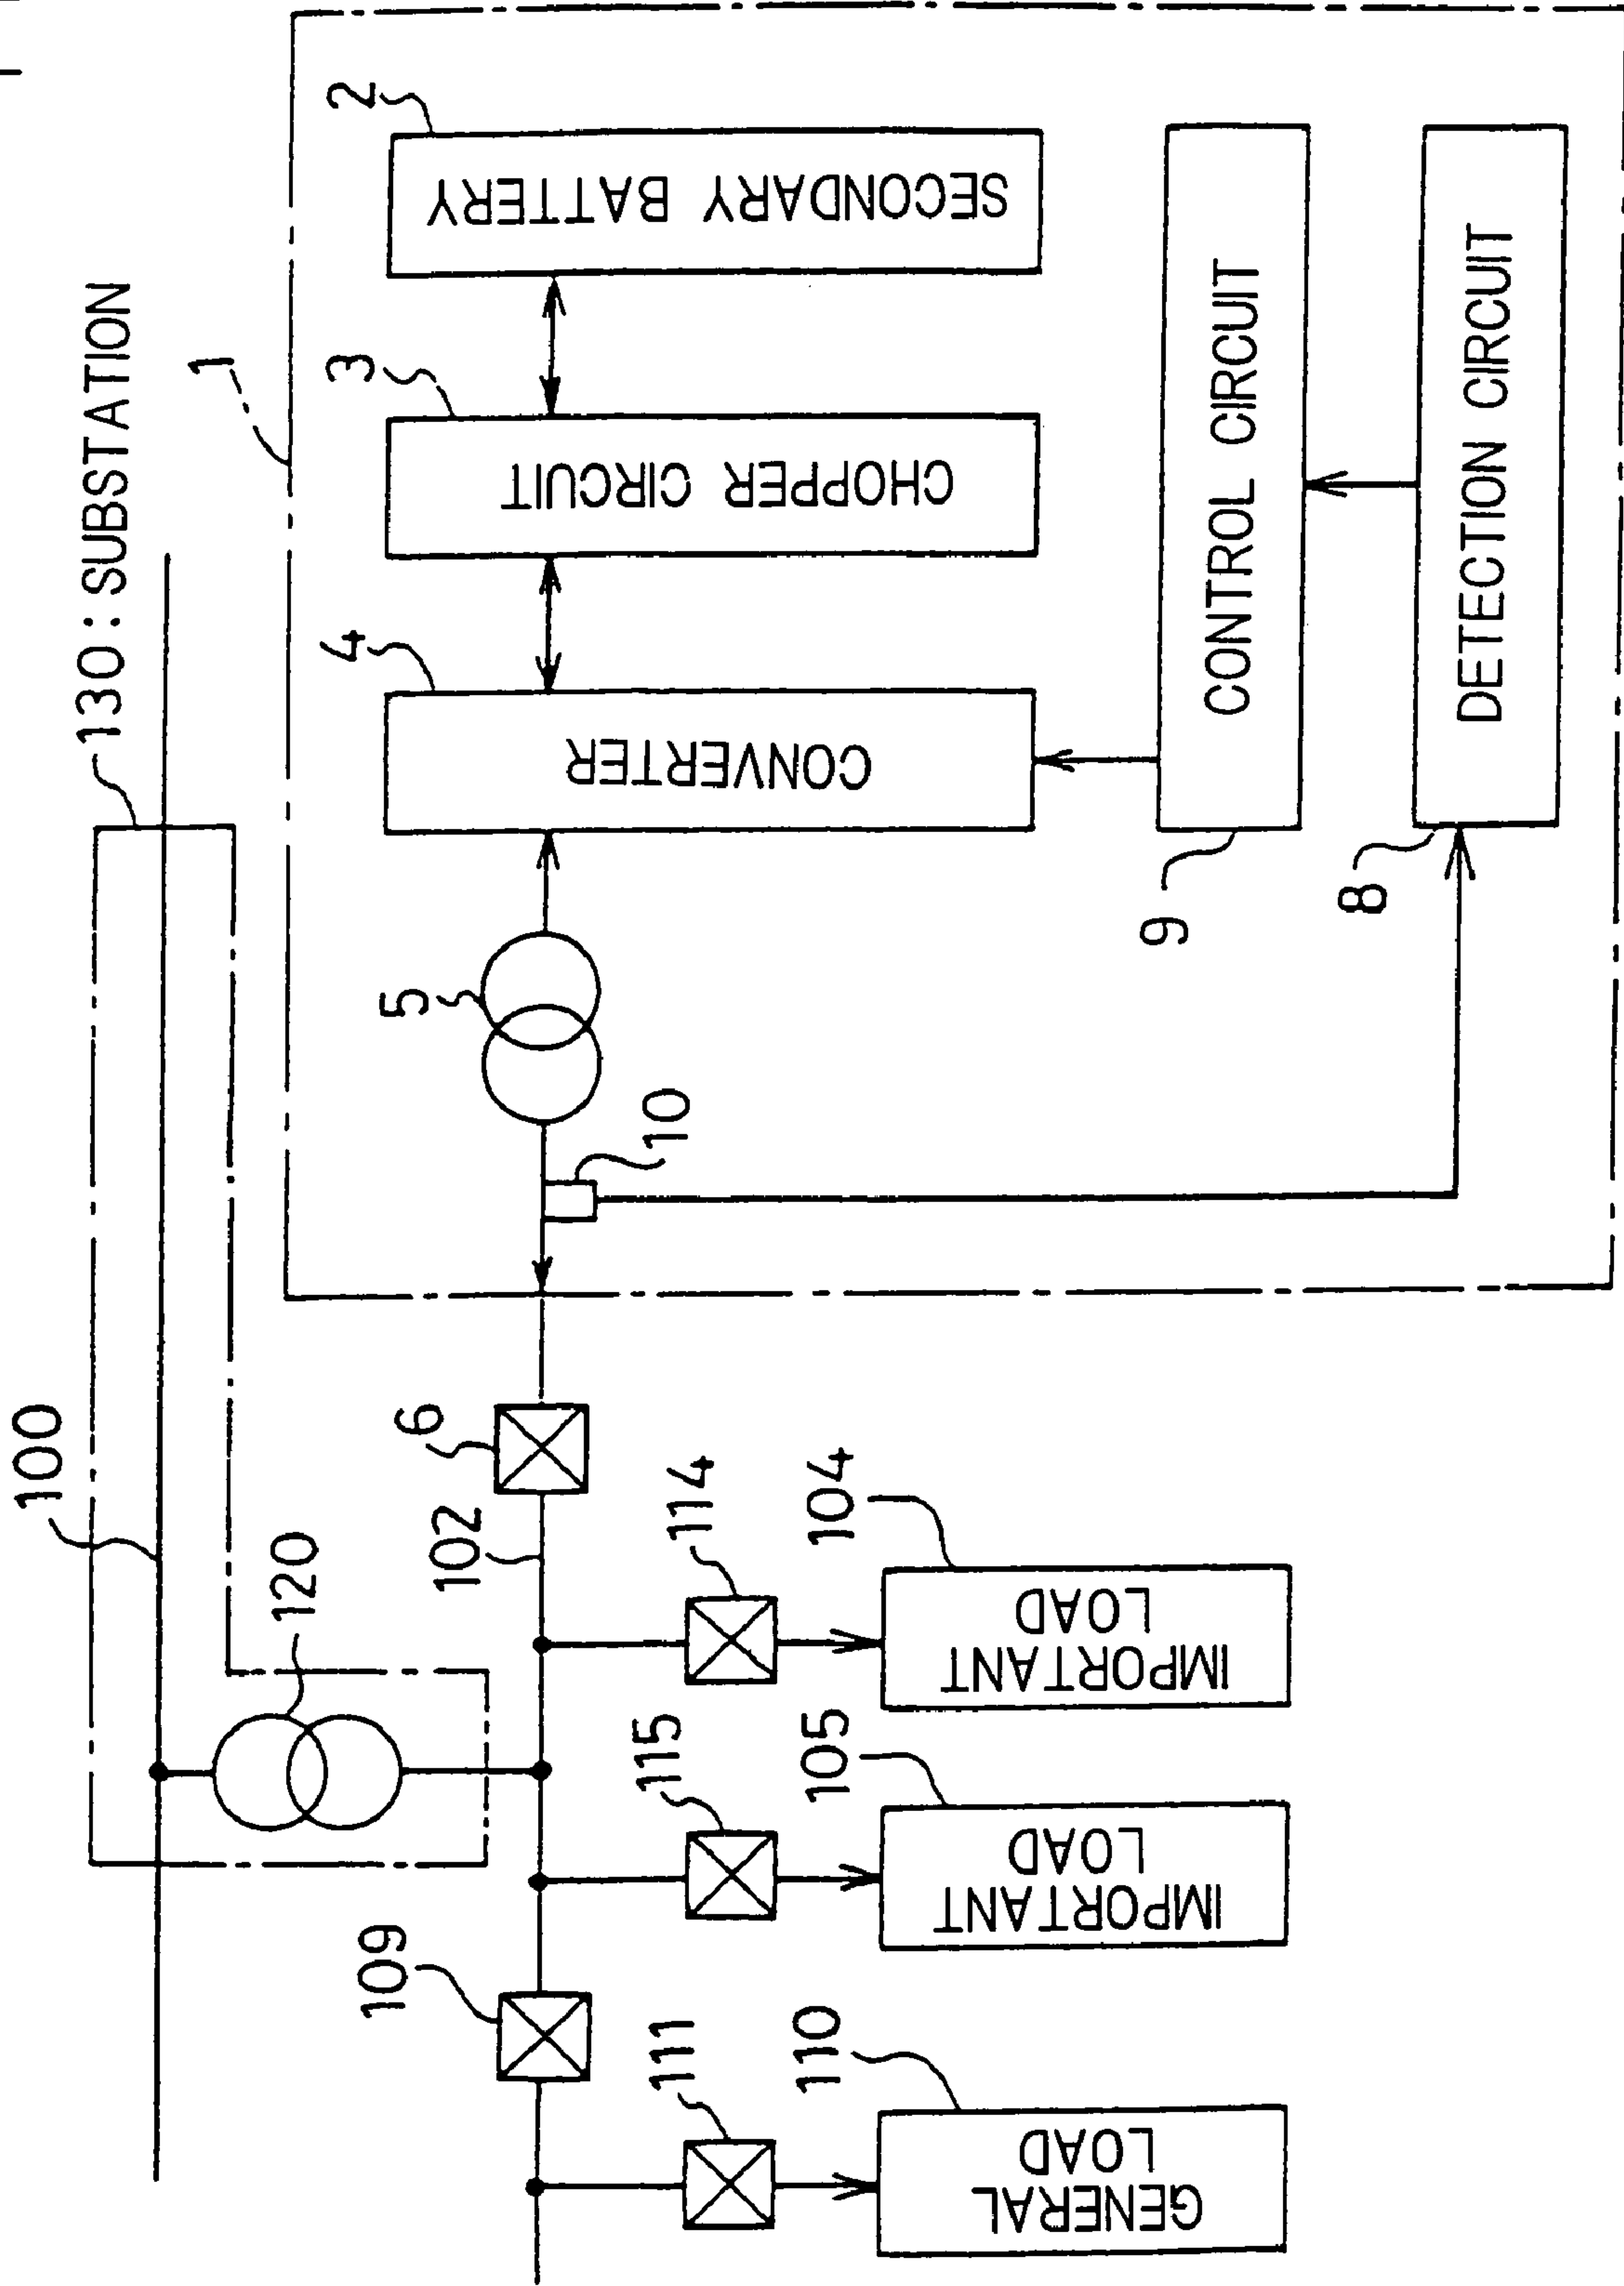 130 : SUBSTATION
100
120
1
2
SECONDARY BATTERY
3
CHOPPER CIRCUIT
4
CONVERTER
5
10
CONTROL CIRCUIT
9
DETECTION CIRCUIT
8
6
102
114
104
IMPORTANT
LOAD
115
105
IMPORTANT
LOAD
109
111
110
GENERAL
LOAD